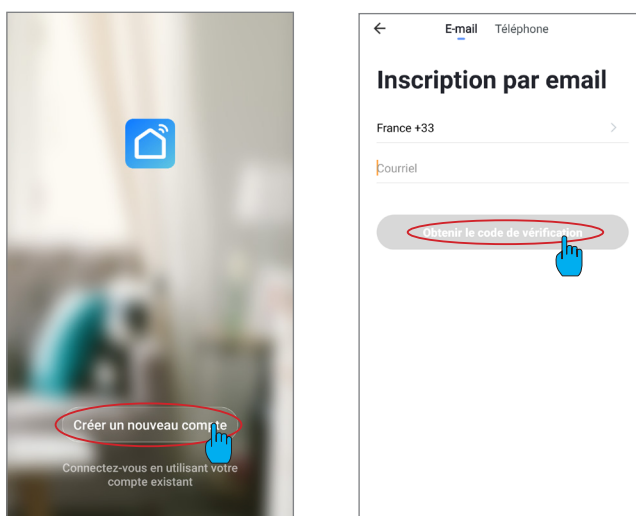 Créer un nouveau compte
Connectez-vous en utilisant votre
compte existant
E-mail Téléphone
Inscription par email
France +33
Courriel
Obtenir le code de vérification